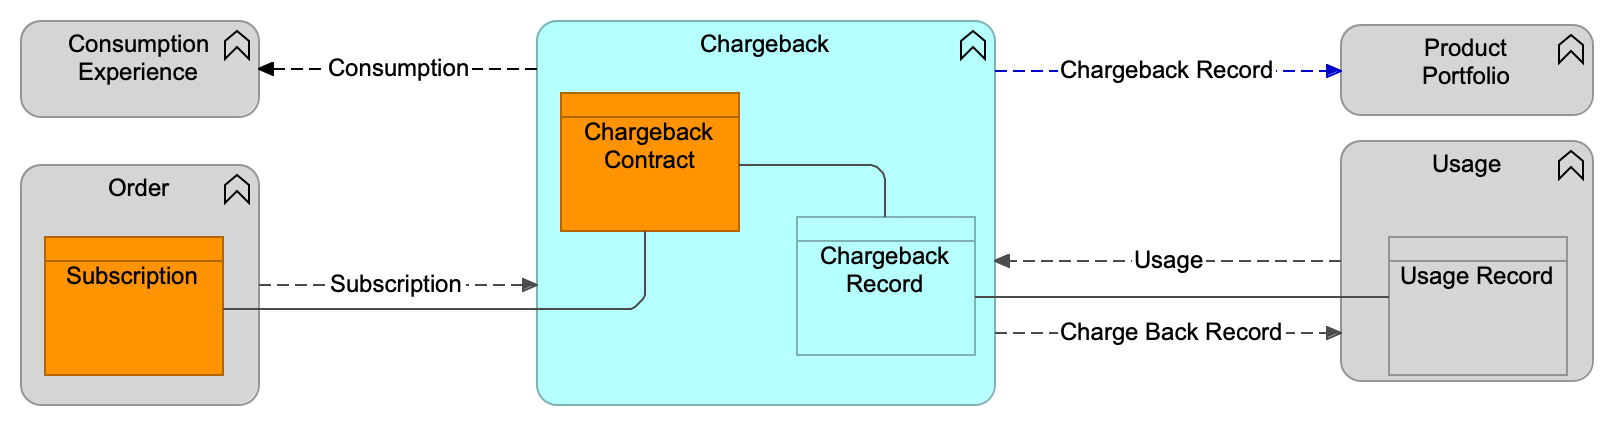 Consumption
Experience
Consumption
Chargeback
Chargeback Record
Product
Portfolio
Order
Subscription
Subscription
Chargeback
Contract
Chargeback
Record
Usage
Usage
Usage Record
Charge Back Record